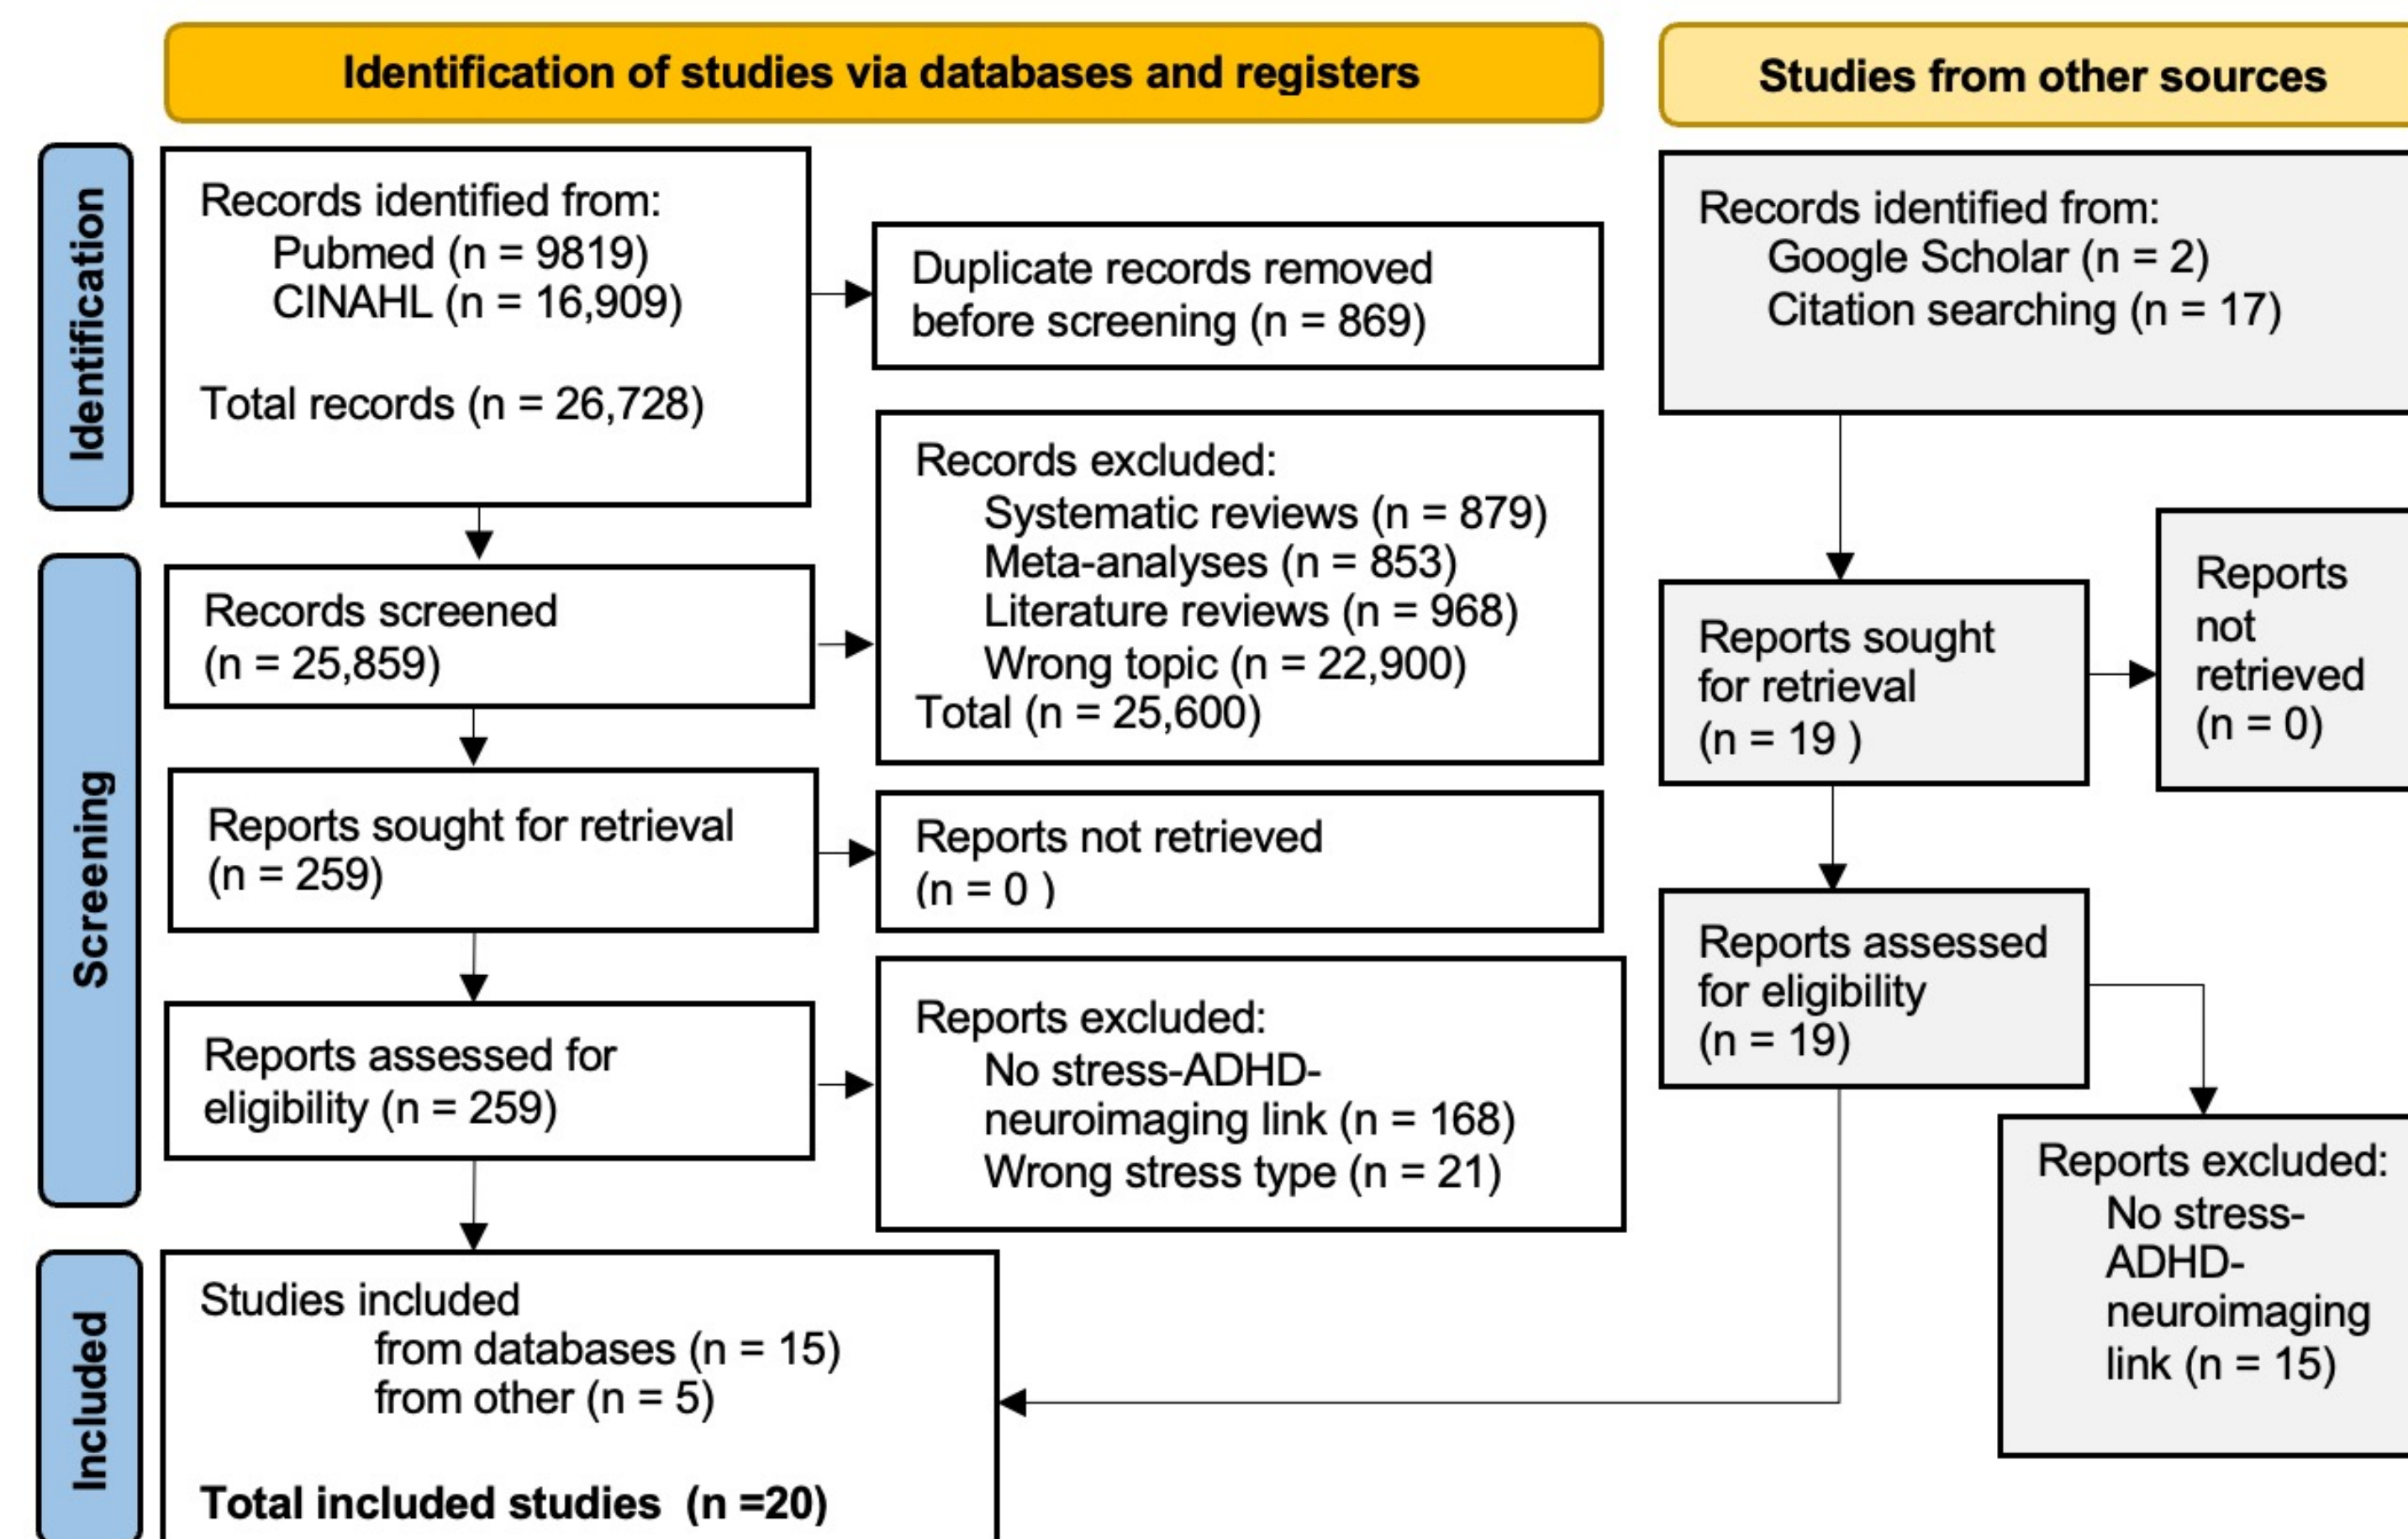 Identification of studies via databases and registers
Studies from other sources
Identification
Records identified from:
Pubmed (n = 9819)
CINAHL (n = 16,909)
Total records (n = 26,728)
Duplicate records removed
before screening (n = 869)
Records identified from:
Google Scholar (n = 2)
Citation searching (n = 17)
Screening
Records screened
(n = 25,859)
Records excluded:
Systematic reviews (n = 879)
Meta-analyses (n = 853)
Literature reviews (n = 968)
Wrong topic (n = 22,900)
Total (n = 25,600)
Reports sought
for retrieval
(n = 19 )
Reports
not
retrieved
(n = 0)
Reports sought for retrieval
(n = 259)
Reports not retrieved
(n = 0 )
Reports assessed for
eligibility (n = 259)
Reports excluded:
No stress-ADHD-
neuroimaging link (n = 168)
Wrong stress type (n = 21)
Reports assessed
for eligibility
(n = 19)
Reports excluded:
No stress-
ADHD-
neuroimaging
link (n = 15)
Included
Studies included
from databases (n = 15)
from other (n = 5)
Total included studies (n =20)